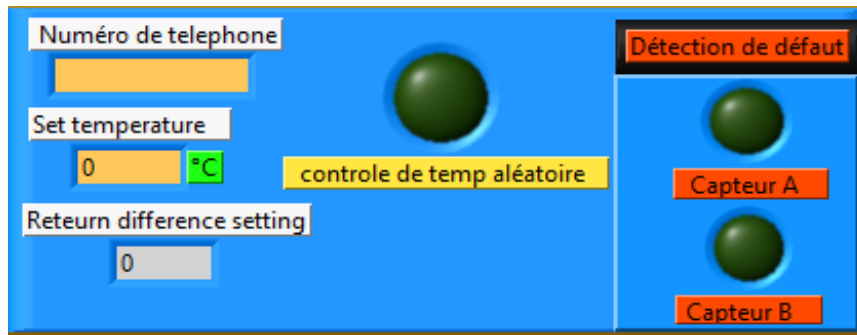 Numéro de telephone
Set temperature
0 °C
Reteurn difference setting
0
controle de temp aléatoire
Détection de défaut
Capteur A
Capteur B